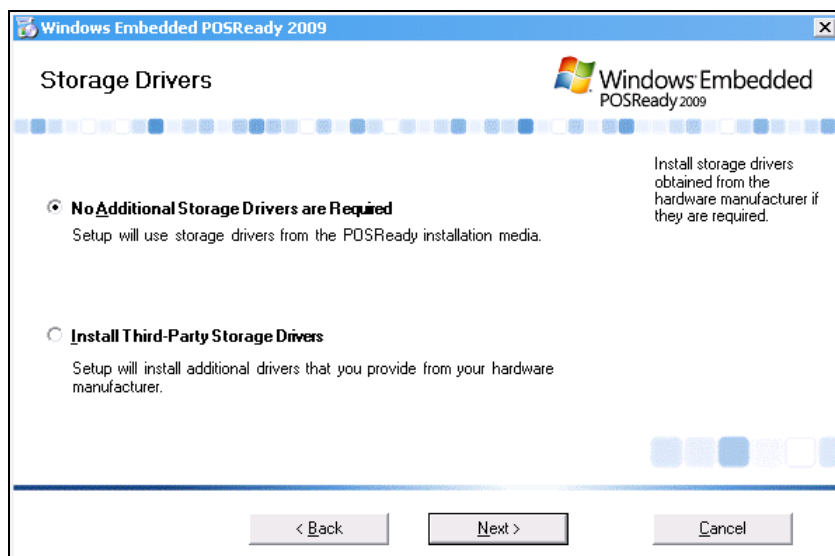 Windows Embedded POSReady 2009
Storage Drivers
Windows Embedded
POSReady 2009
Install storage drivers
obtained from the
hardware manufacturer if
they are required.
No Additional Storage Drivers are Required
Setup will use storage drivers from the POSReady installation media.
Install Third-Party Storage Drivers
Setup will install additional drivers that you provide from your hardware
manufacturer.
< Back
Next >
Cancel